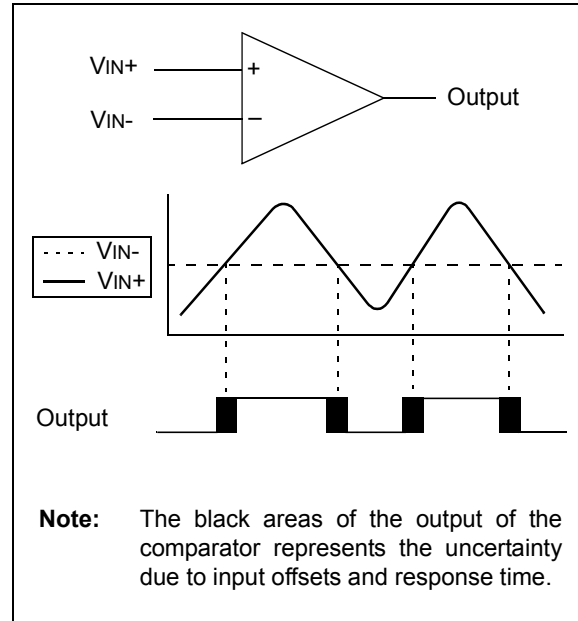 VIN+
+
Output
VIN-
−
VIN-
VIN+
Output
Note: The black areas of the output of the
comparator represents the uncertainty
due to input offsets and response time.